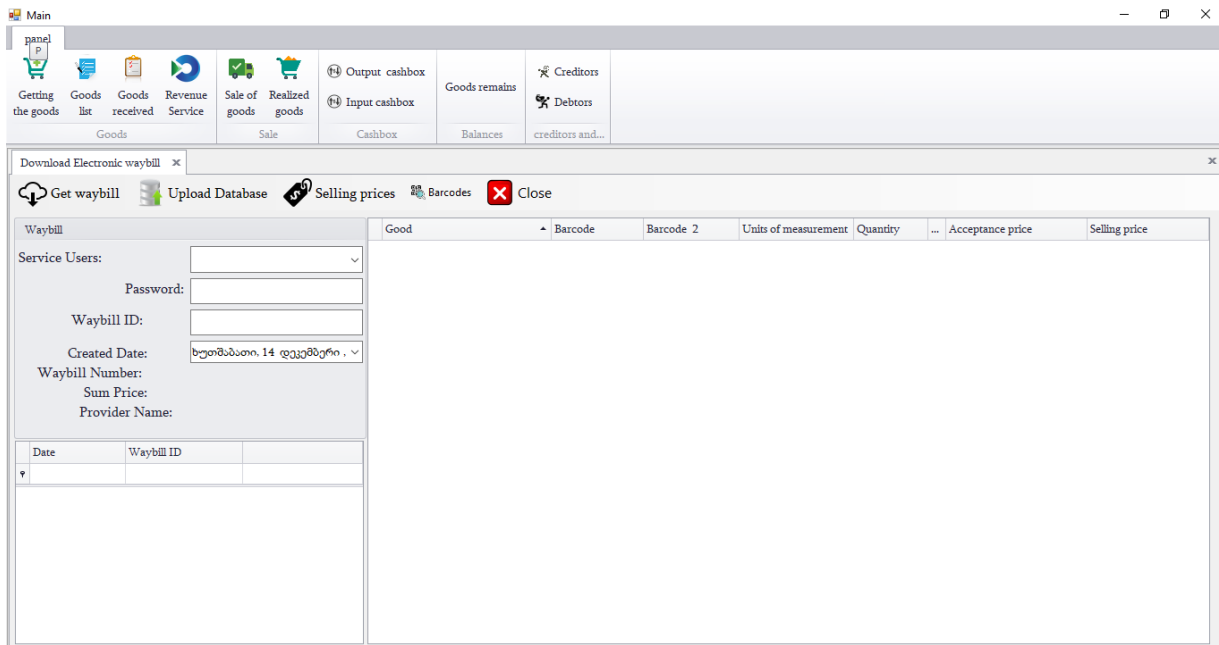 Main
panel
P
Getting the goods
Goods list
Goods received
Revenue Service
Sale of goods
Realized goods
Output cashbox
Input cashbox
Goods remains
Creditors
Debtors
Goods
Sale
Cashbox
Balances
creditors and...
Download Electronic waybill
Get waybill
Upload Database
Selling prices
Barcodes
Close
Waybill
Service Users:
Password:
Waybill ID:
Created Date: ხუთშაბათი, 14 დეკემბერი ,
Waybill Number:
Sum Price:
Provider Name:
Date Waybill ID
Good Barcode Barcode 2 Units of measurement Quantity ... Acceptance price Selling price